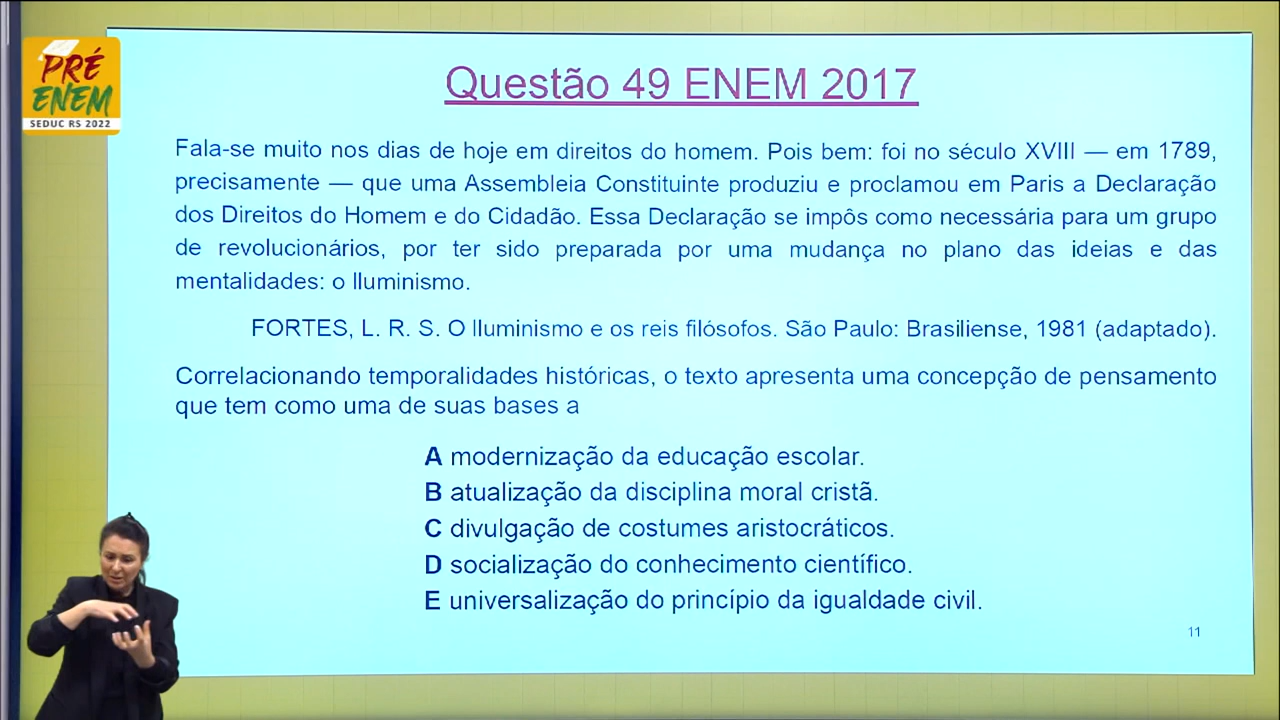 PRÉ
ENEM
SEDUC RS 2022
Questão 49 ENEM 2017
Fala-se muito nos dias de hoje em direitos do homem. Pois bem: foi no século XVIII — em 1789,
precisamente — que uma Assembleia Constituinte produziu e proclamou em Paris a Declaração
dos Direitos do Homem e do Cidadão. Essa Declaração se impôs como necessária para um grupo
de revolucionários, por ter sido preparada por uma mudança no plano das ideias e das
mentalidades: o Iluminismo.
FORTES, L. R. S. O Iluminismo e os reis filósofos. São Paulo: Brasiliense, 1981 (adaptado).
Correlacionando temporalidades históricas, o texto apresenta uma concepção de pensamento
que tem como uma de suas bases a
A modernização da educação escolar.
B atualização da disciplina moral cristã.
C divulgação de costumes aristocráticos.
D socialização do conhecimento científico.
E universalização do princípio da igualdade civil.
11